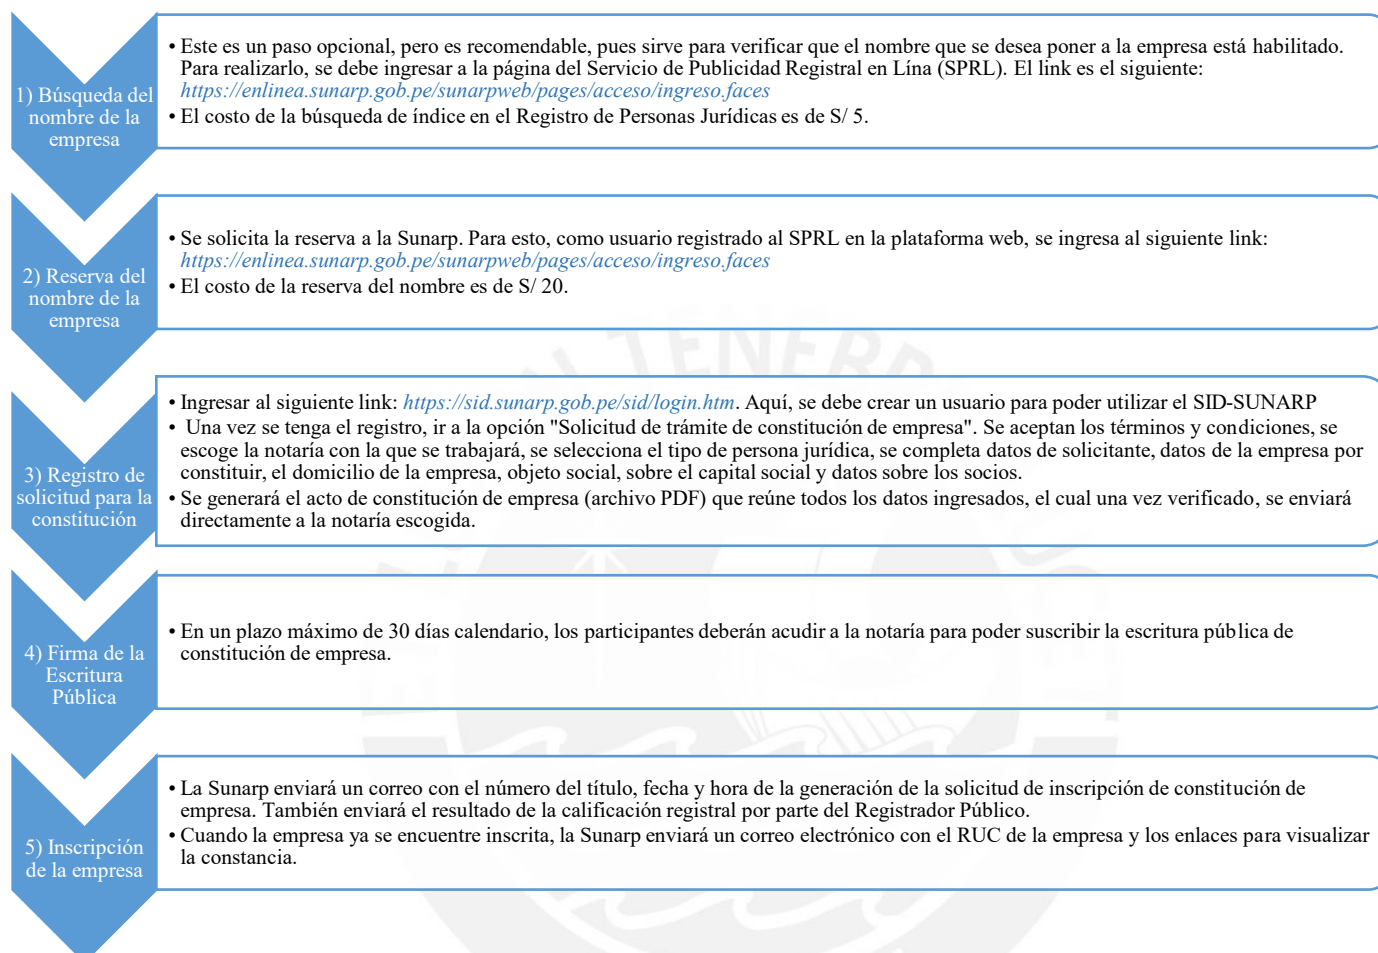 1) Búsqueda del
nombre de la
empresa
• Este es un paso opcional, pero es recomendable, pues sirve para verificar que el nombre que se desea poner a la empresa está habilitado.
Para realizarlo, se debe ingresar a la página del Servicio de Publicidad Registral en Lína (SPRL). El link es el siguiente:
https://enlinea.sunarp.gob.pe/sunarpweb/pages/acceso/ingreso.faces
• El costo de la búsqueda de índice en el Registro de Personas Jurídicas es de S/ 5.
2) Reserva del
nombre de la
empresa
• Se solicita la reserva a la Sunarp. Para esto, como usuario registrado al SPRL en la plataforma web, se ingresa al siguiente link:
https://enlinea.sunarp.gob.pe/sunarpweb/pages/acceso/ingreso.faces
• El costo de la reserva del nombre es de S/ 20.
3) Registro de
solicitud para la
constitución
• Ingresar al siguiente link: https://sid.sunarp.gob.pe/sid/login.htm. Aquí, se debe crear un usuario para poder utilizar el SID-SUNARP
• Una vez se tenga el registro, ir a la opción "Solicitud de trámite de constitución de empresa". Se aceptan los términos y condiciones, se
escoge la notaría con la que se trabajará, se selecciona el tipo de persona jurídica, se completa datos de solicitante, datos de la empresa por
constituir, el domicilio de la empresa, objeto social, sobre el capital social y datos sobre los socios.
• Se generará el acto de constitución de empresa (archivo PDF) que reúne todos los datos ingresados, el cual una vez verificado, se enviará
directamente a la notaría escogida.
4) Firma de la
Escritura
Pública
• En un plazo máximo de 30 días calendario, los participantes deberán acudir a la notaría para poder suscribir la escritura pública de
constitución de empresa.
5) Inscripción
de la empresa
• La Sunarp enviará un correo con el número del título, fecha y hora de la generación de la solicitud de inscripción de constitución de
empresa. También enviará el resultado de la calificación registral por parte del Registrador Público.
• Cuando la empresa ya se encuentre inscrita, la Sunarp enviará un correo electrónico con el RUC de la empresa y los enlaces para visualizar
la constancia.